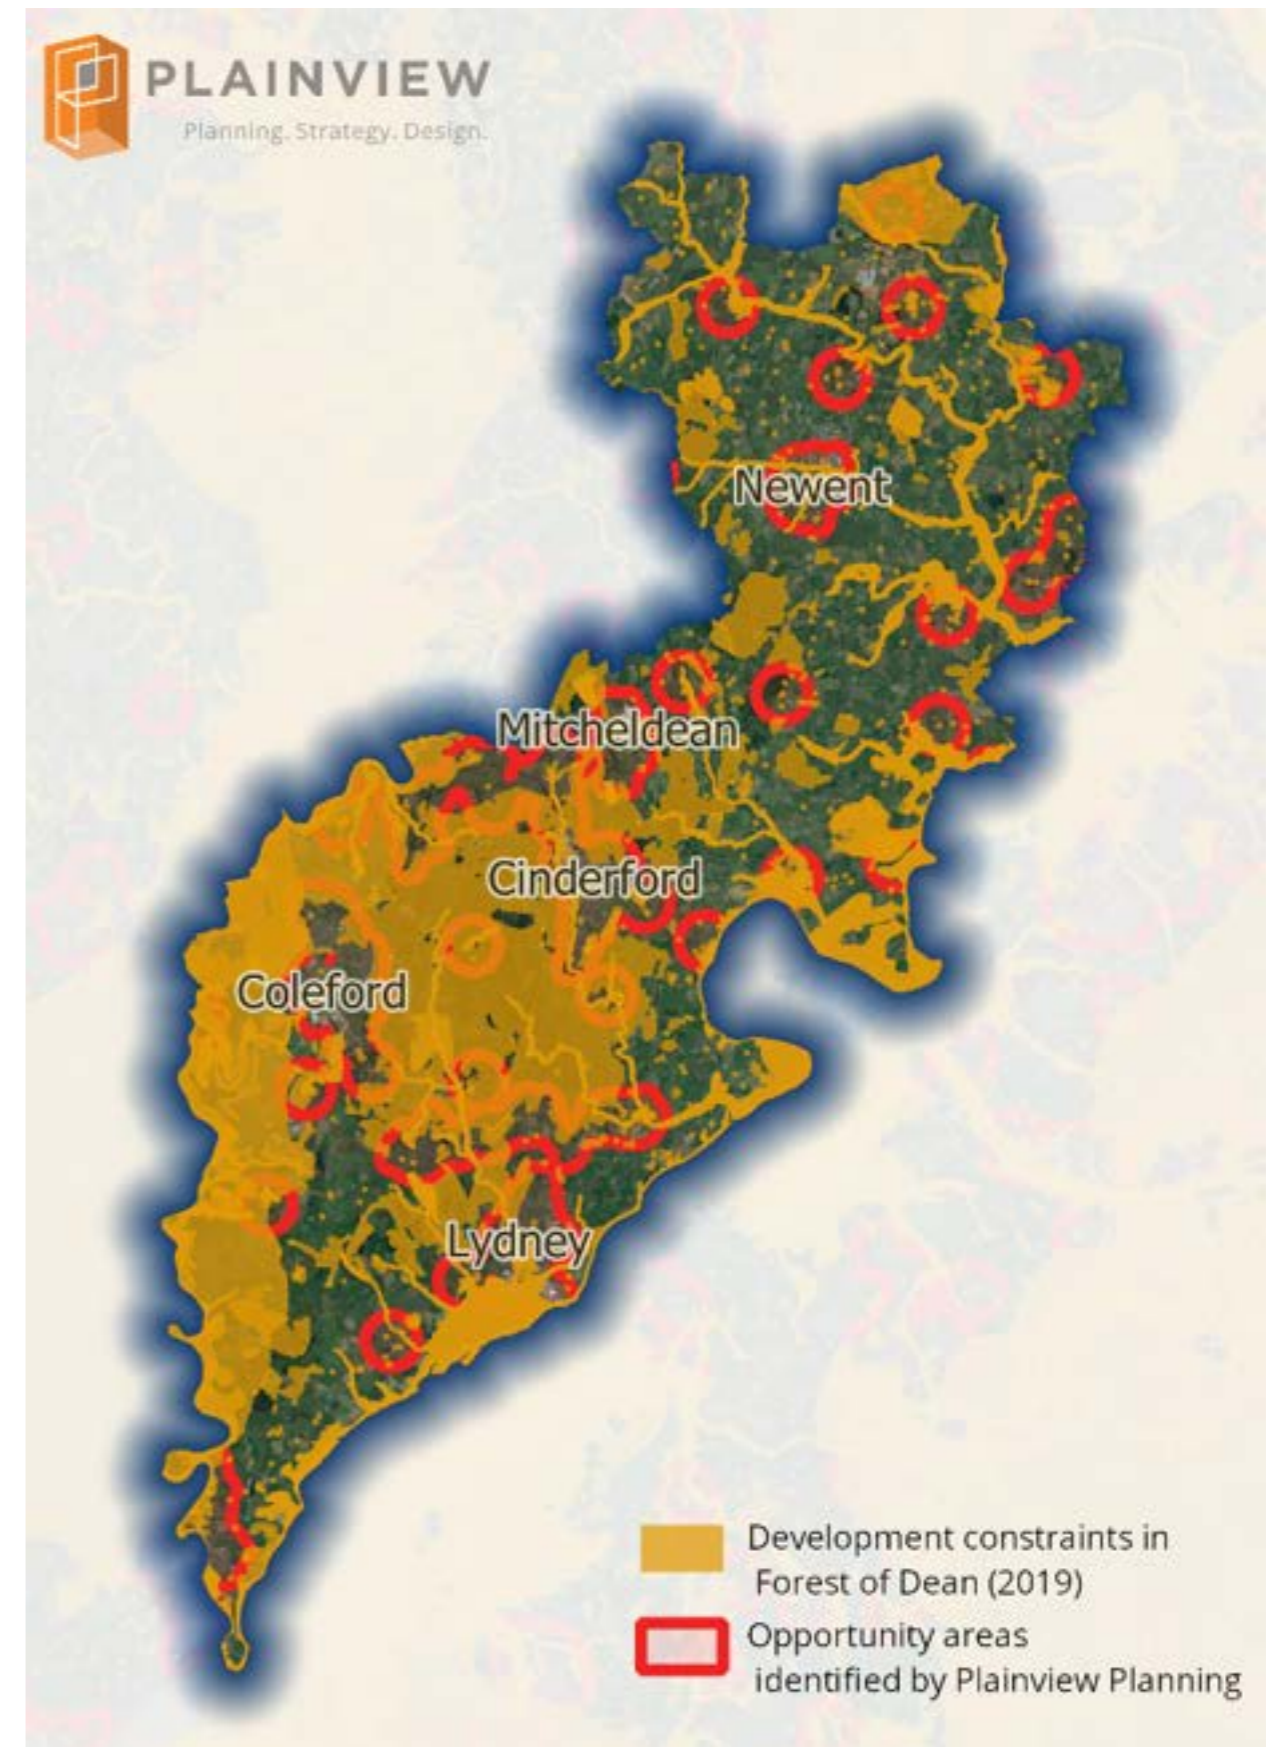 PLAINVIEW
Planning. Strategy. Design.
Newent
Mitcheldean
Cinderford
Coleford
Lydney
Development constraints in
Forest of Dean (2019)
Opportunity areas
identified by Plainview Planning